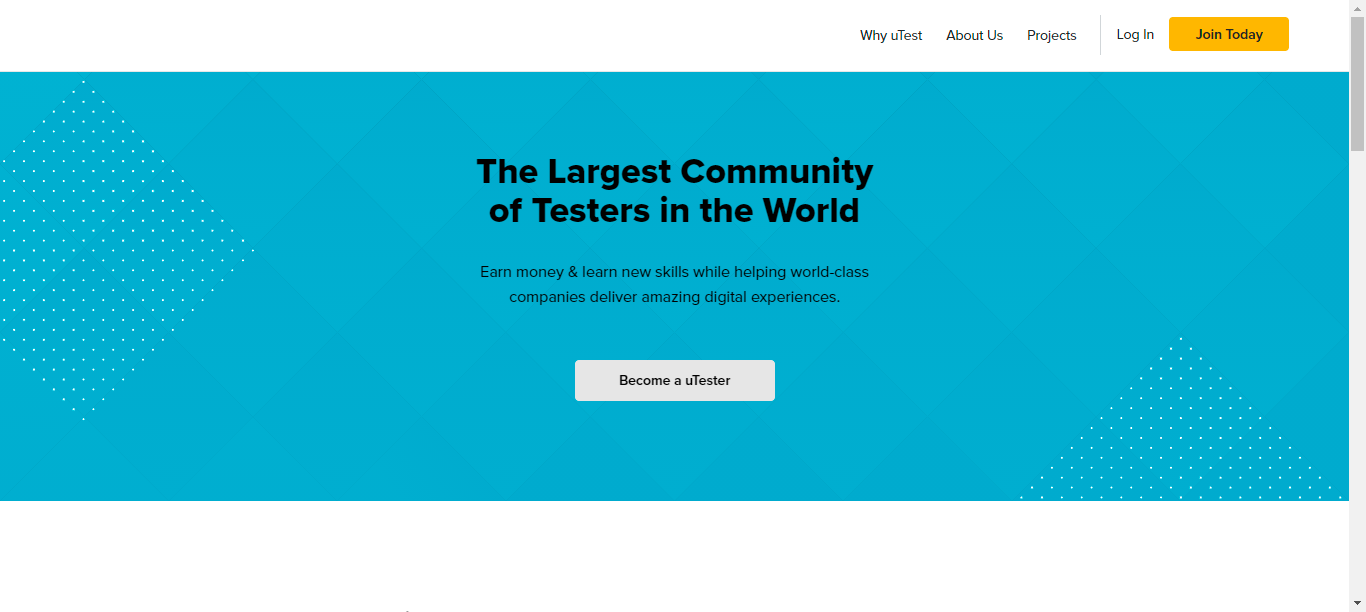 Why uTest
About Us
Projects
Log In
Join Today
The Largest Community
of Testers in the World
Earn money & learn new skills while helping world-class
companies deliver amazing digital experiences.
Become a uTester